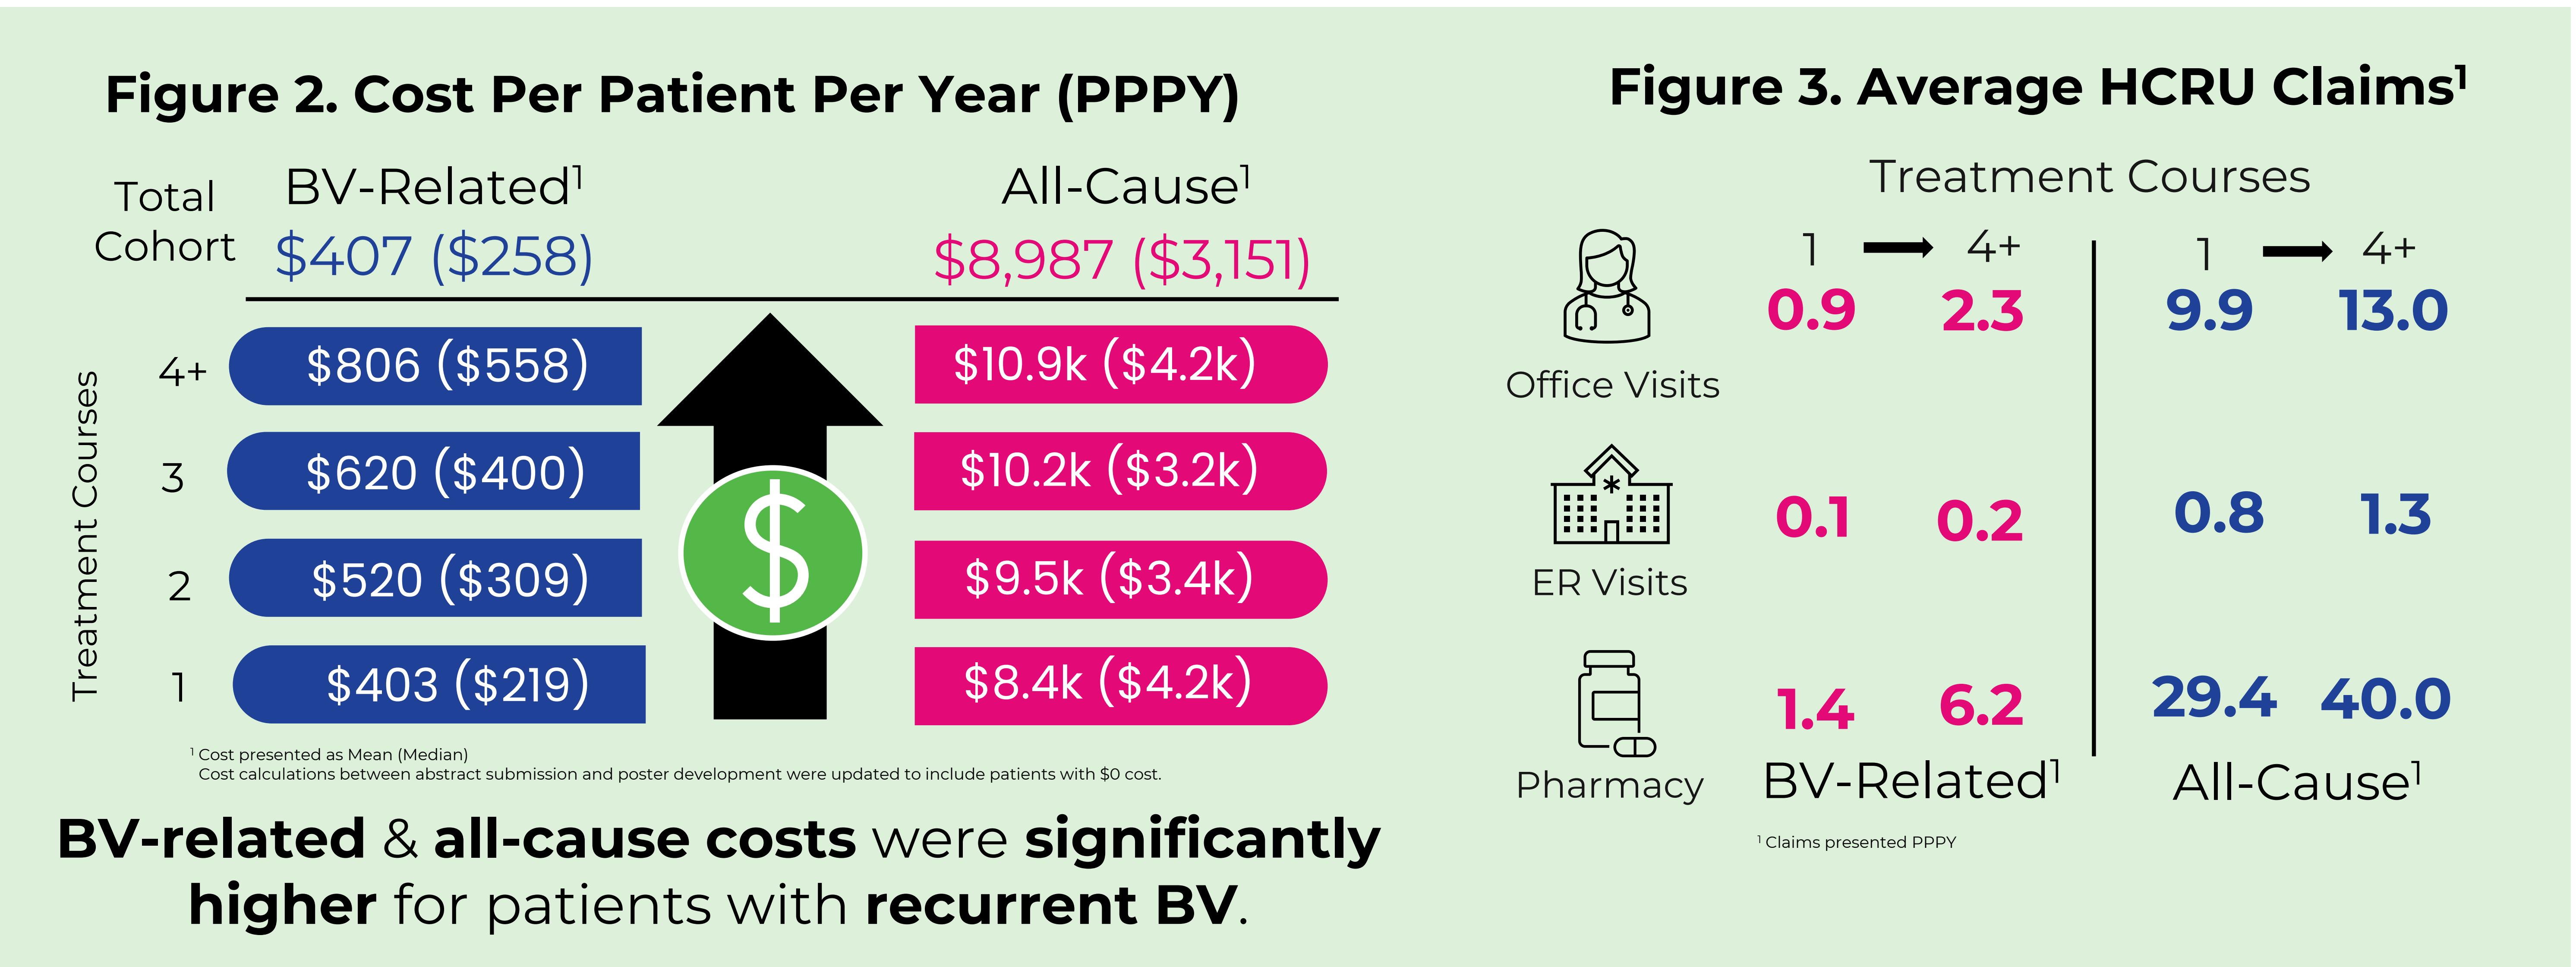 Figure 2. Cost Per Patient Per Year (PPPY)
Total
Cohort
BV-Related¹
$407 ($258)
All-Cause¹
$8,987 ($3,151)
Treatment Courses
4+
$806 ($558)
$10.9k ($4.2k)
3
$620 ($400)
$10.2k ($3.2k)
2
$520 ($309)
$9.5k ($3.4k)
1
$403 ($219)
$8.4k ($4.2k)
$
¹ Cost presented as Mean (Median)
Cost calculations between abstract submission and poster development were updated to include patients with $0 cost.
BV-related & all-cause costs were significantly
higher for patients with recurrent BV.
Figure 3. Average HCRU Claims¹
Treatment Courses
1 4+
1 4+
Office Visits
0.9 2.3
9.9 13.0
ER Visits
0.1 0.2
0.8 1.3
Pharmacy
1.4 6.2
29.4 40.0
BV-Related¹
All-Cause¹
¹ Claims presented PPPY